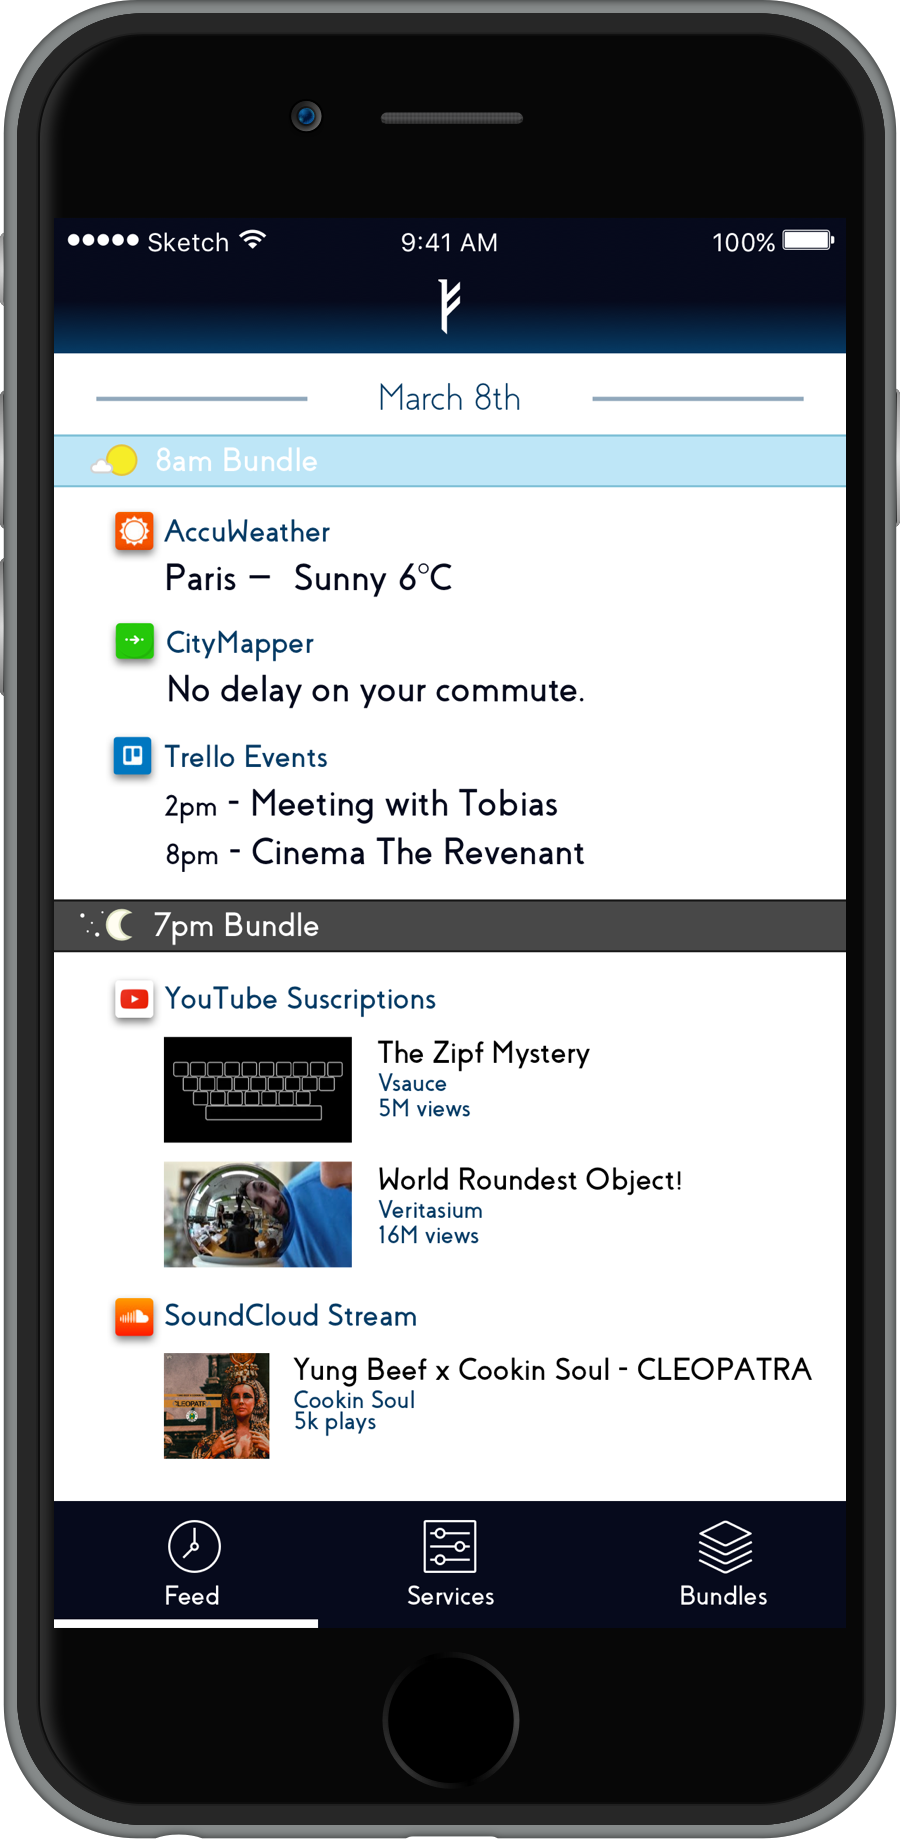 Sketch 9:41 AM 100%
March 8th
8am Bundle
AccuWeather
Paris – Sunny 6°C
CityMapper
No delay on your commute.
Trello Events
2pm - Meeting with Tobias
8pm - Cinema The Revenant
7pm Bundle
YouTube Suscriptions
The Zipf Mystery
Vsauce
5M views
World Roundest Object!
Veritasium
16M views
SoundCloud Stream
CLEOPATRA
Yung Beef x Cookin Soul - CLEOPATRA
Cookin Soul
5k plays
Feed Services Bundles